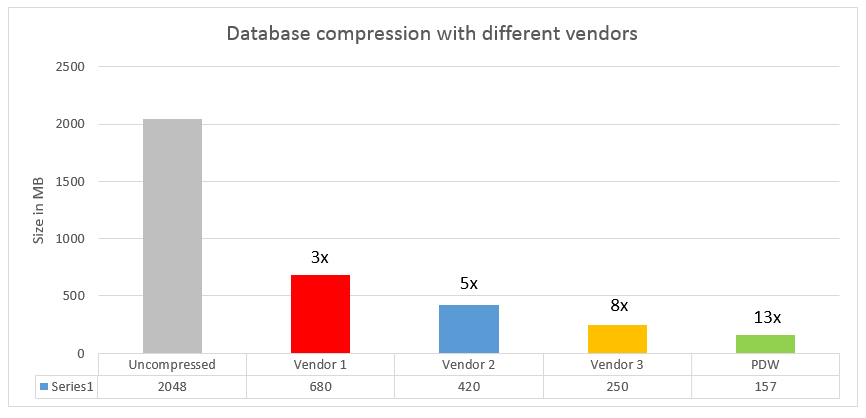 Database compression with different vendors
2500
2000
1500
1000
500
0
Size in MB
3x
5x
8x
13x
Uncompressed Vendor 1 Vendor 2 Vendor 3 PDW
Series1 2048 680 420 250 157